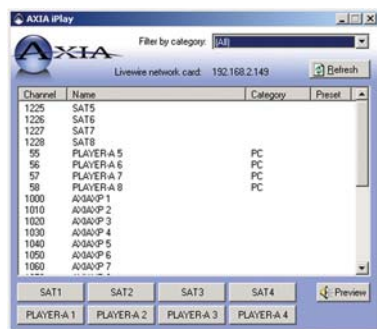 AXIA iPlay
AXIA
Filter by category: (All)
Livewire network card: 192.168.2.149
Refresh
Channel Name Category Preset
1225 SAT5
1226 SAT6
1227 SAT7
1228 SAT8
55 PLAYER-A 5 PC
56 PLAYER-A 6 PC
57 PLAYER-A 7 PC
58 PLAYER-A 8 PC
1000 AXIAXP 1
1010 AXIAXP 2
1020 AXIAXP 3
1030 AXIAXP 4
1040 AXIAXP 5
1050 AXIAXP 6
1060 AXIAXP 7
SAT1 SAT2 SAT3 SAT4 Preview
PLAYER-A 1 PLAYER-A 2 PLAYER-A 3 PLAYER-A 4